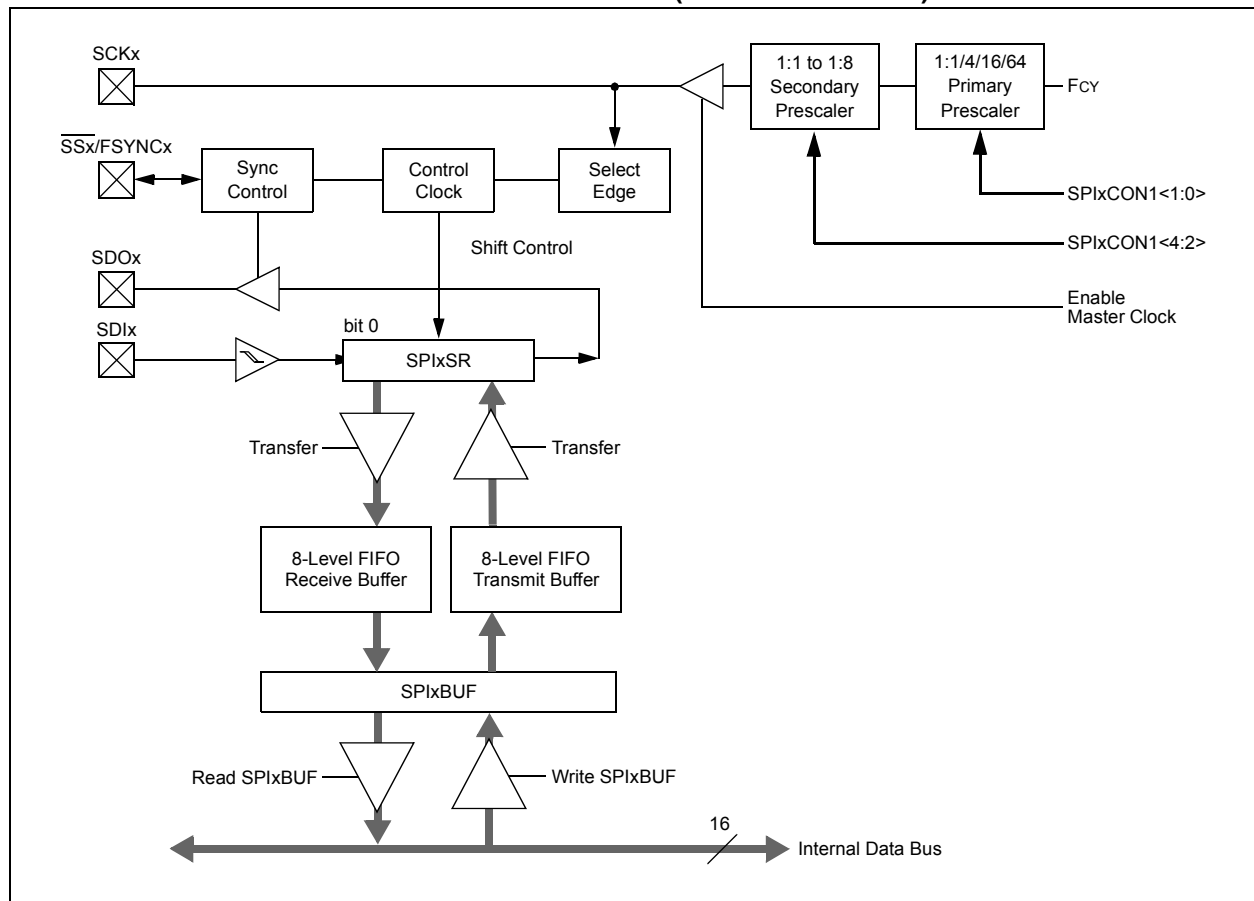 SCKx
1:1 to 1:8
Secondary
Prescaler
1:1/4/16/64
Primary
Prescaler
FCY
SSx/FSYNCx
Sync
Control
Control
Clock
Select
Edge
SPIxCON1<1:0>
Shift Control
SPIxCON1<4:2>
SDOx
Enable
Master Clock
SDIx
bit 0
SPIxSR
Transfer
Transfer
8-Level FIFO
Receive Buffer
8-Level FIFO
Transmit Buffer
SPIxBUF
Read SPIxBUF
Write SPIxBUF
16
Internal Data Bus